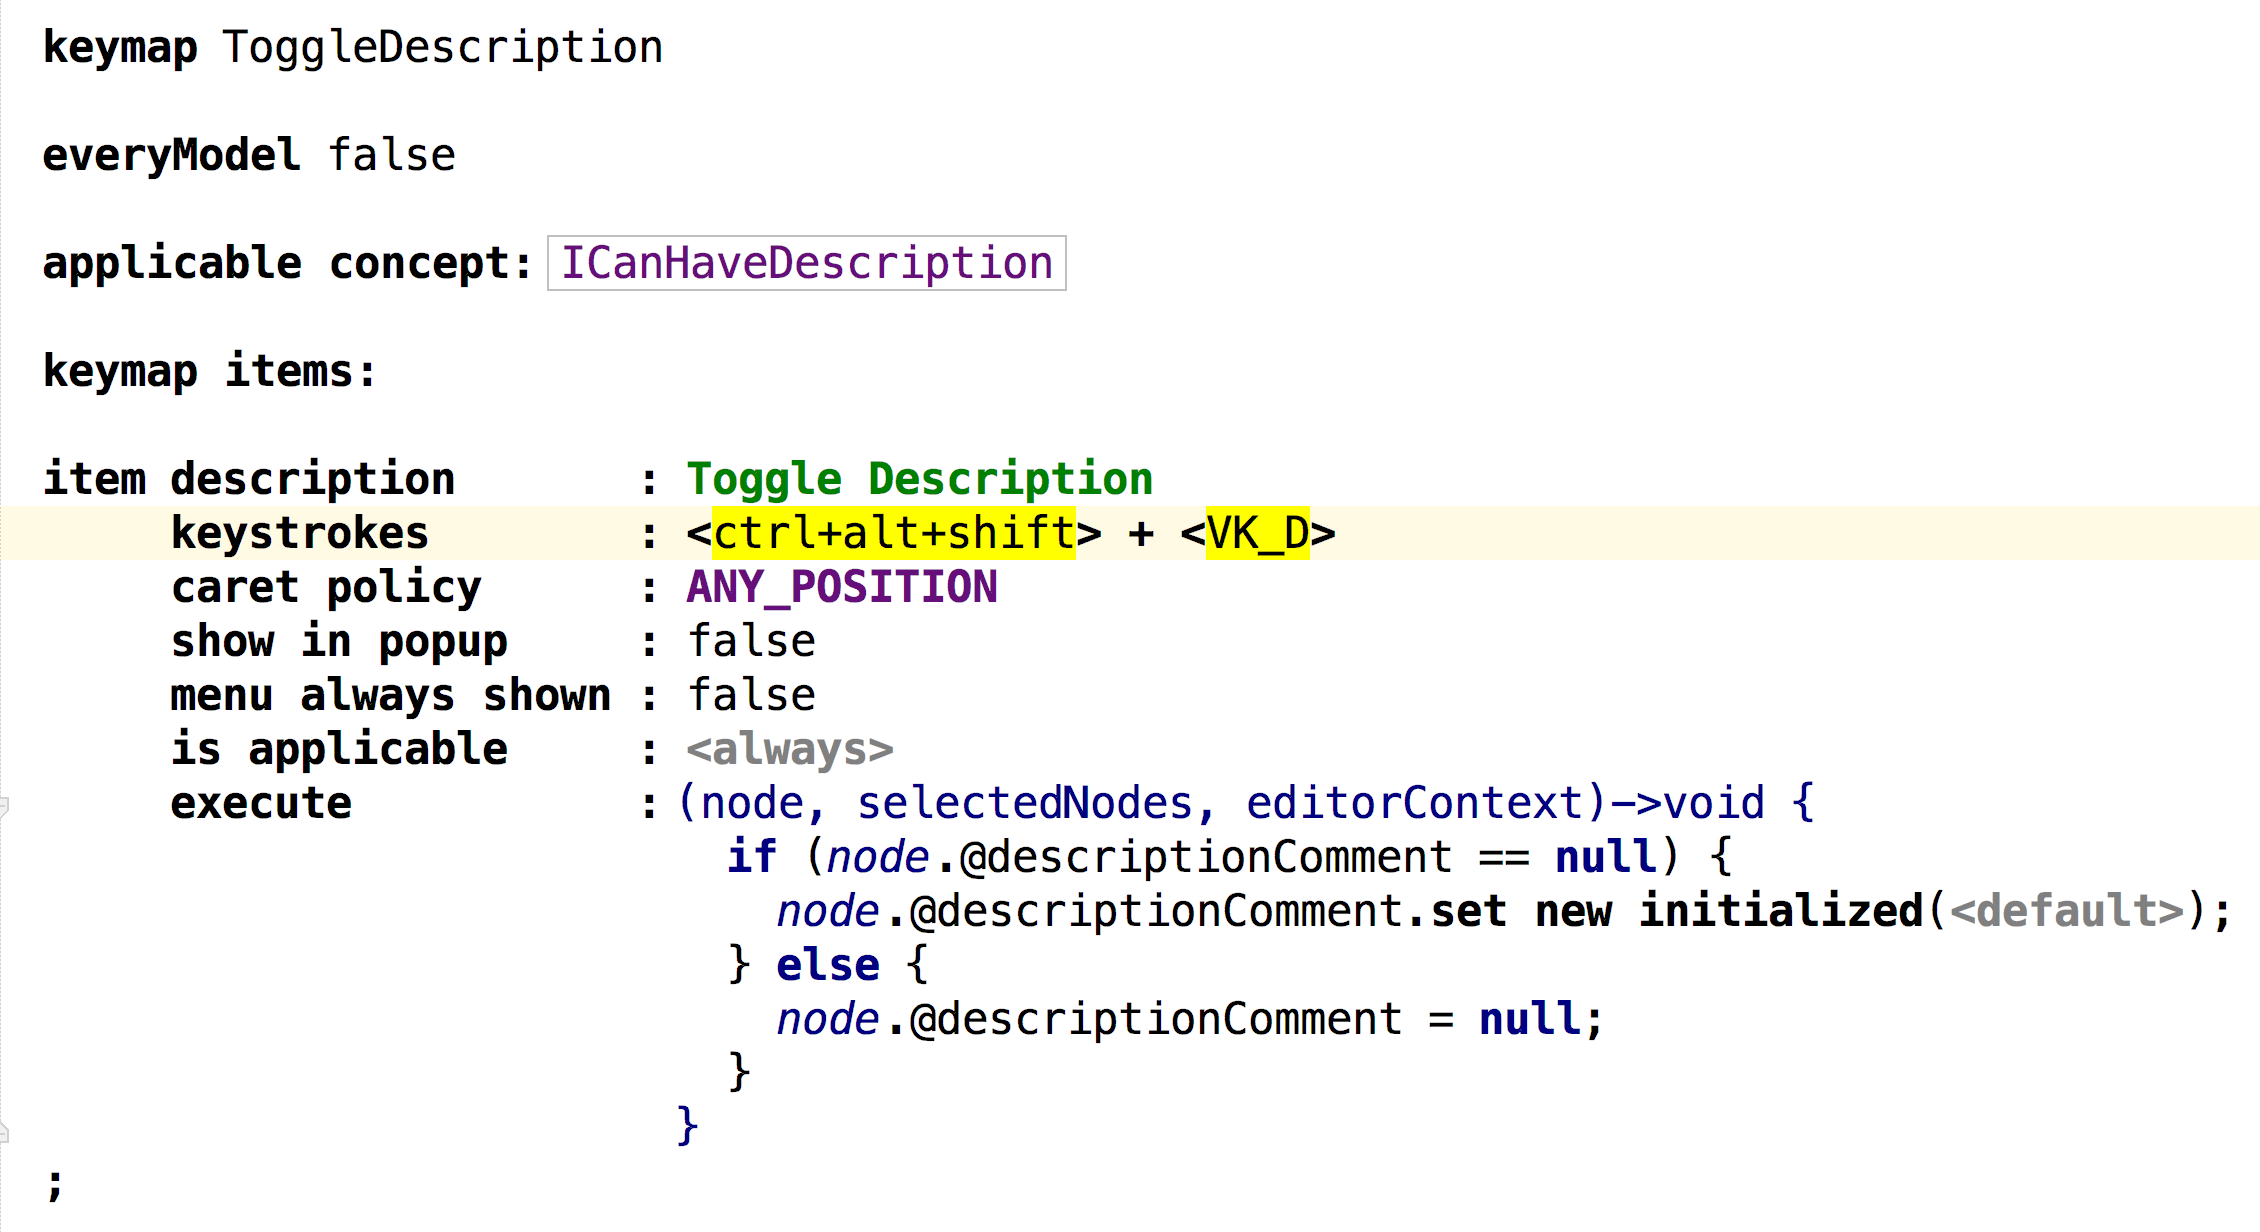 keymap ToggleDescription
everyModel false
applicable concept: ICanHaveDescription
keymap items:
item description : Toggle Description
keystrokes : <ctrl+alt+shift> + <VK_D>
caret policy : ANY_POSITION
show in popup : false
menu always shown : false
is applicable : <always>
execute : (node, selectedNodes, editorContext)->void {
if (node.@descriptionComment == null) {
node.@descriptionComment.set new initialized(<default>);
} else {
node.@descriptionComment = null;
}
}
;